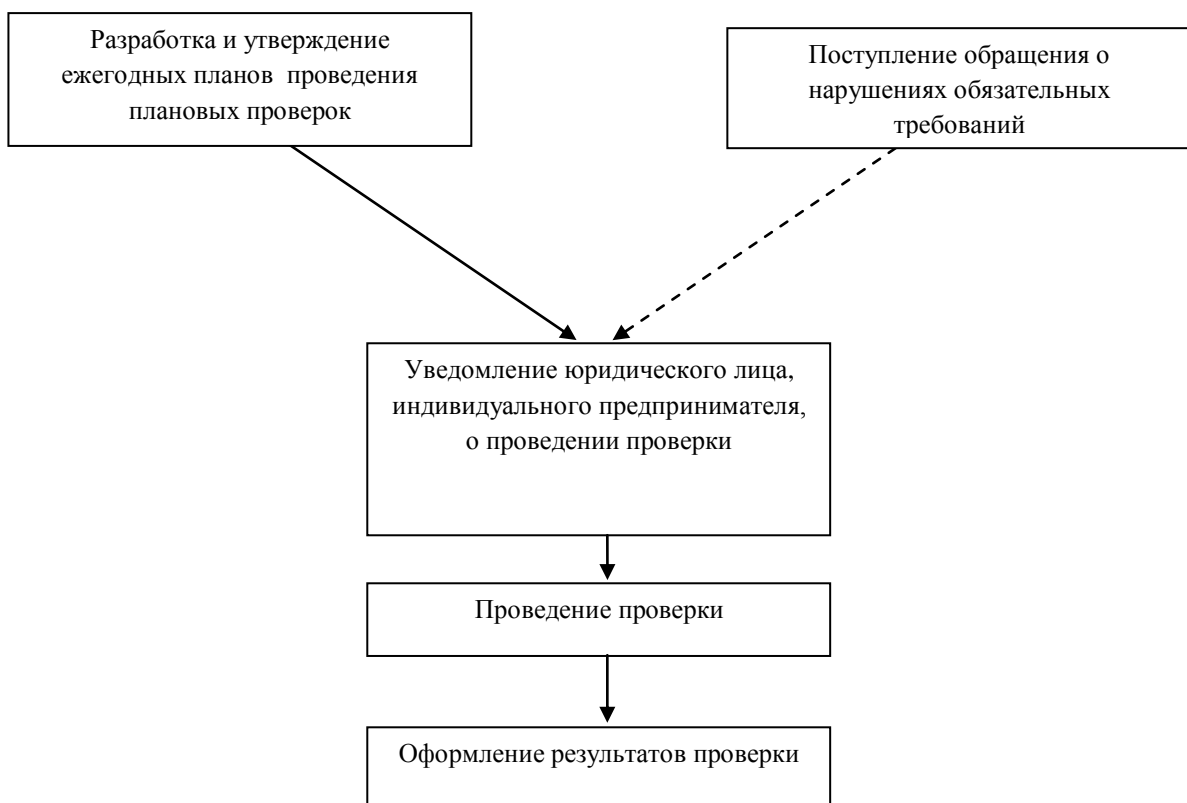 Разработка и утверждение
ежегодных планов проведения
плановых проверок
Поступление обращения о
нарушениях обязательных
требований
Уведомление юридического лица,
индивидуального предпринимателя,
о проведении проверки
Проведение проверки
Оформление результатов проверки